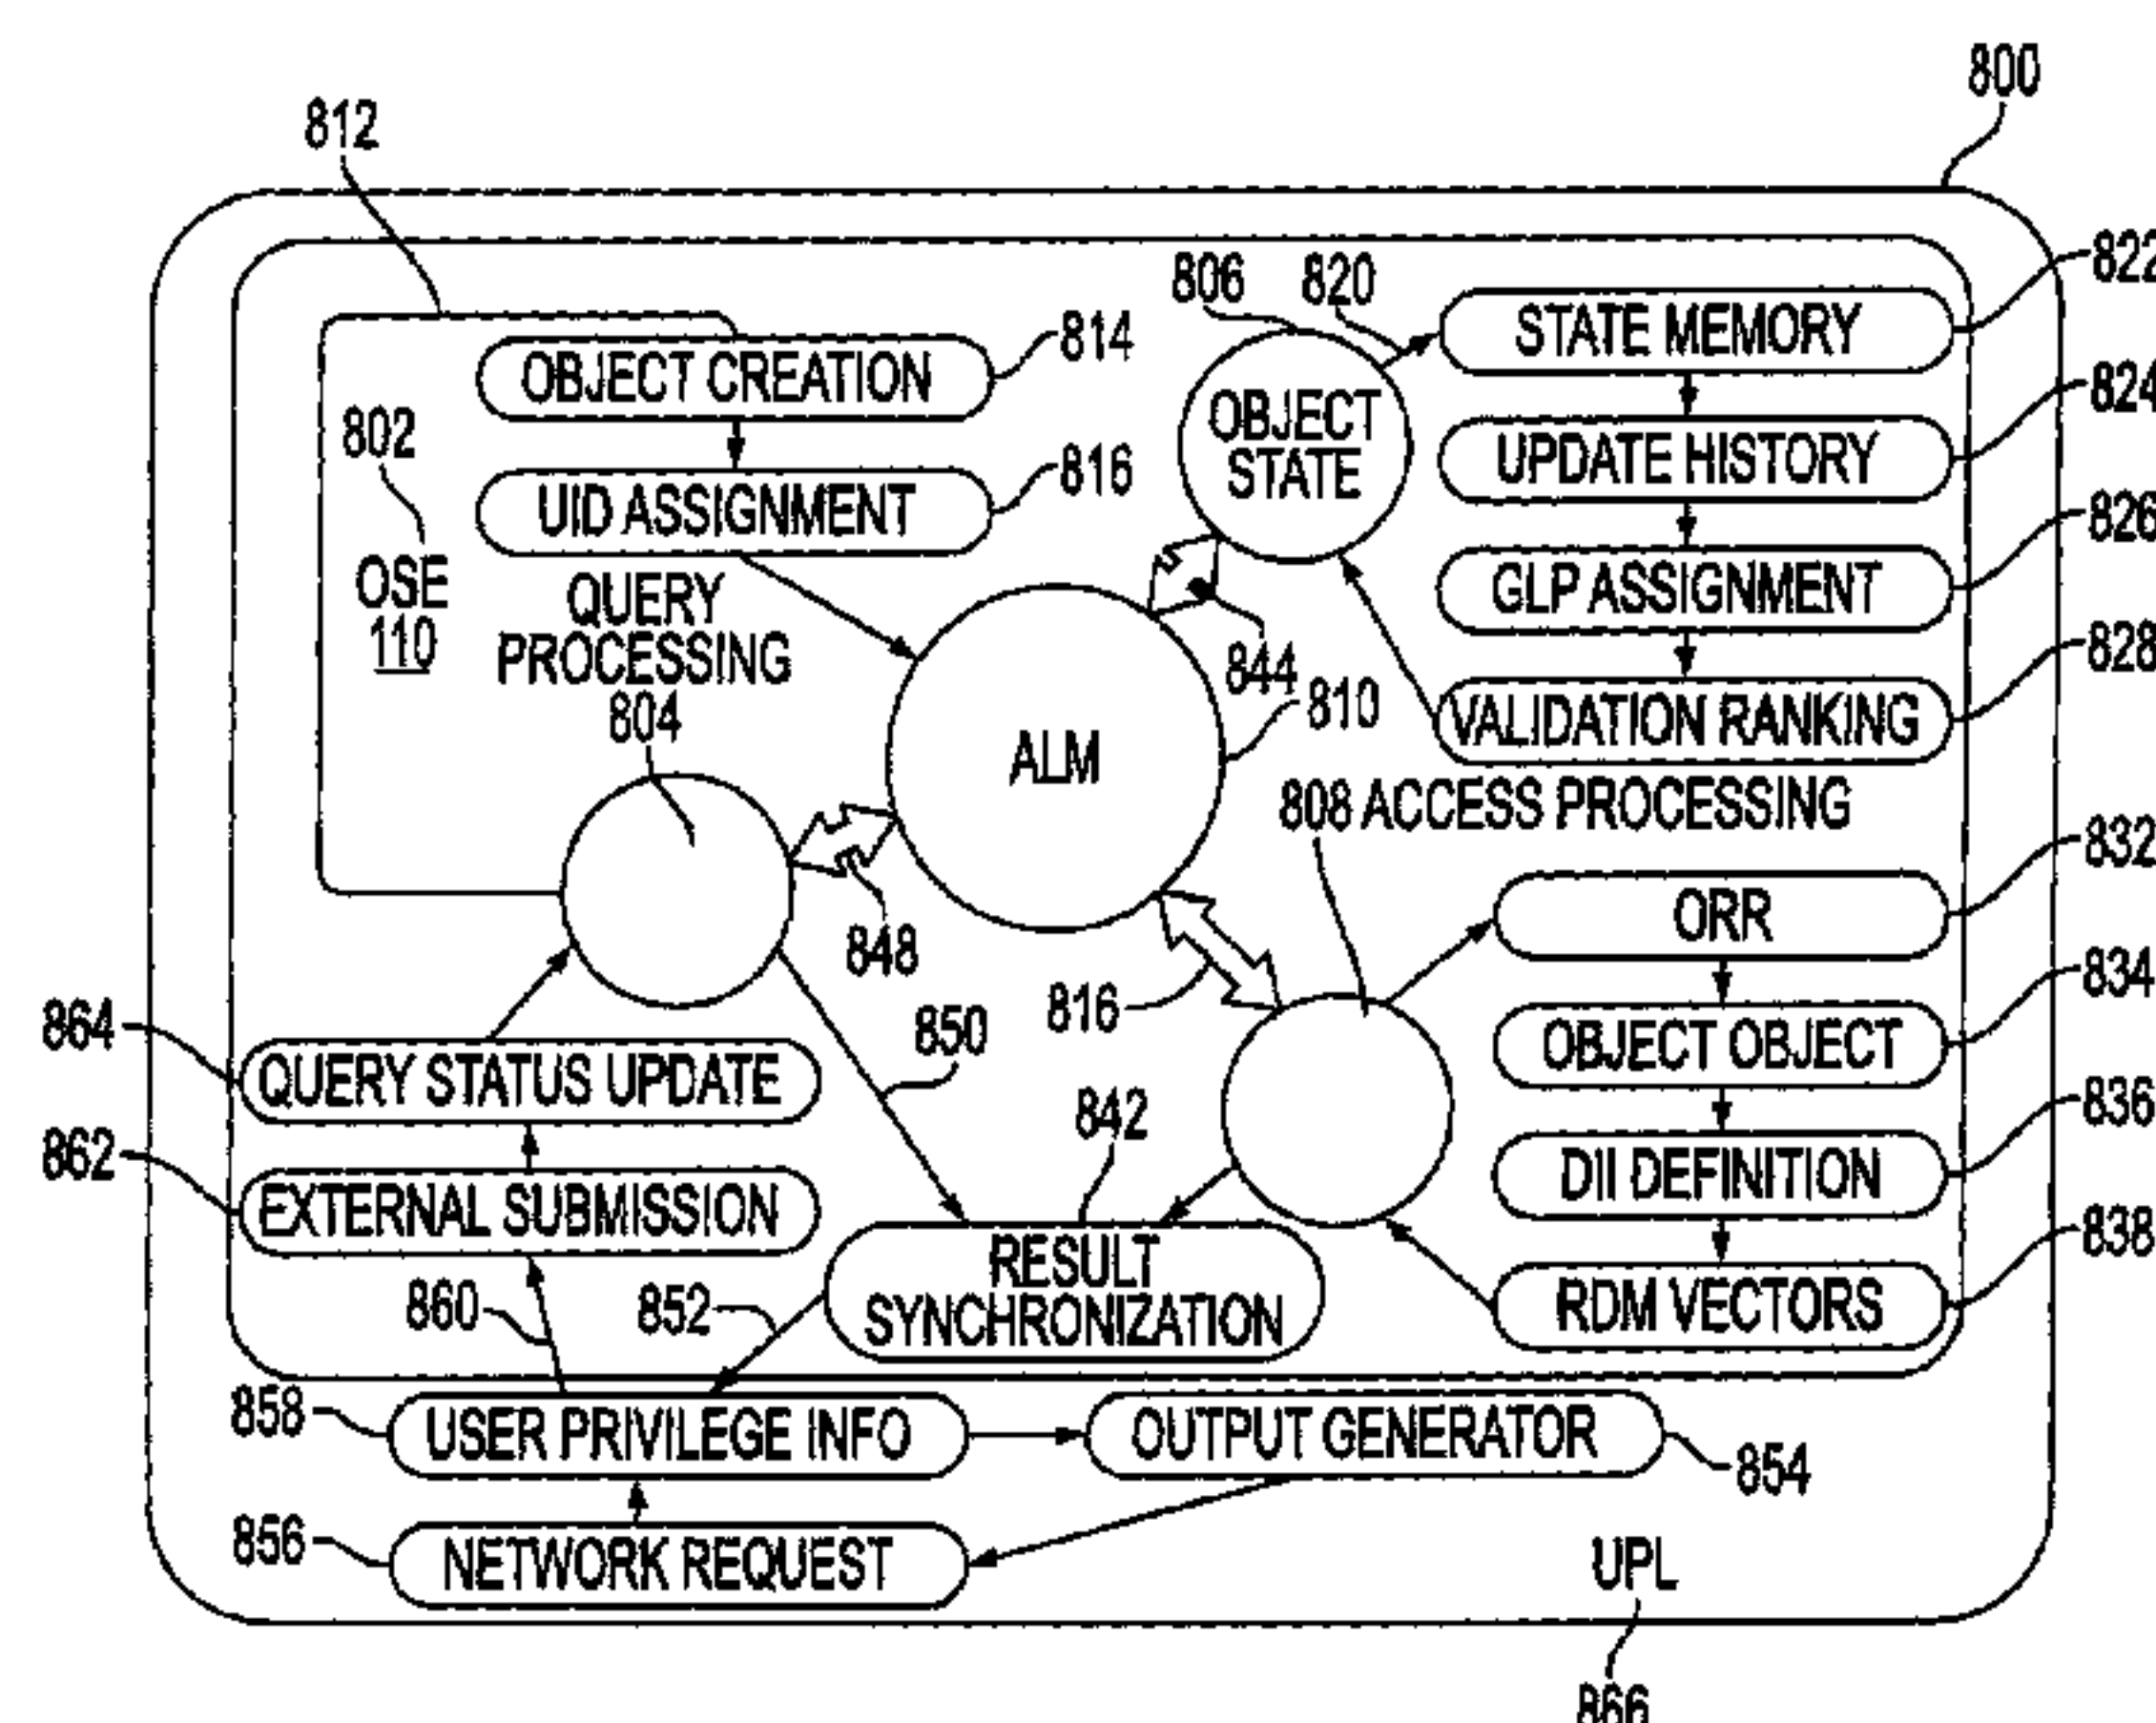 800
812
822
806
820
STATE MEMORY
814
OBJECT CREATION
824
802
OBJECT
STATE
UPDATE HISTORY
816
UID ASSIGNMENT
826
OSE
110
QUERY
PROCESSING
804
GLP ASSIGNMENT
844
828
810
VALIDATION RANKING
ALM
808 ACCESS PROCESSING
832
ORR
848
834
816
864
850
OBJECT OBJECT
QUERY STATUS UPDATE
842
836
862
DII DEFINITION
EXTERNAL SUBMISSION
838
RESULT
SYNCHRONIZATION
860
852
RDM VECTORS
858
USER PRIVILEGE INFO
OUTPUT GENERATOR
854
856
NETWORK REQUEST
UPL
866